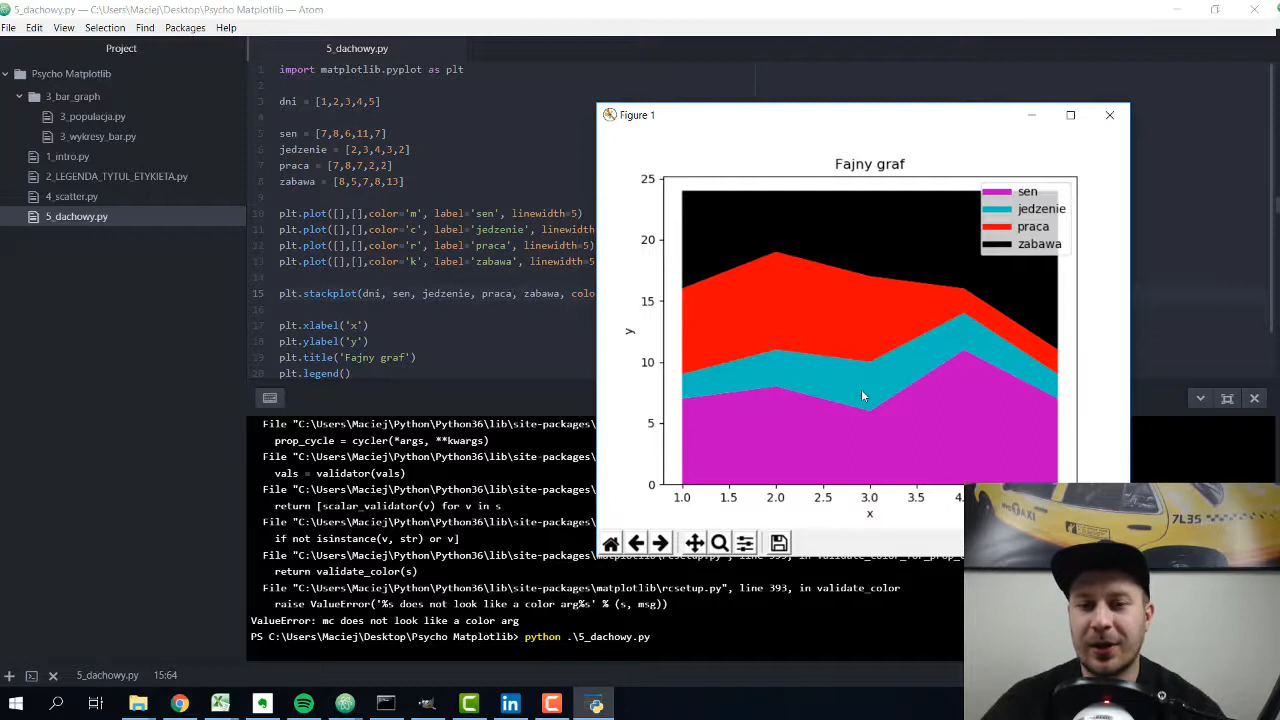 5_dachowy.py — C:\Users\Maciej\Desktop\Psycho Matplotlib — Atom
File Edit View Selection Find Packages Help
Project
Psycho Matplotlib
3_bar_graph
3_populacja.py
3_wykresy_bar.py
1_intro.py
2_LEGENDA_TYTUL_ETYKIETA.py
4_scatter.py
5_dachowy.py
5_dachowy.py
1 import matplotlib.pyplot as plt
2
3 dni = [1,2,3,4,5]
4
5 sen = [7,8,6,11,7]
6 jedzenie = [2,3,4,3,2]
7 praca = [7,8,7,2,2]
8 zabawa = [8,5,7,8,13]
9
10 plt.plot([],[],color='m', label='sen', linewidth=5)
11 plt.plot([],[],color='c', label='jedzenie', linewidth=
12 plt.plot([],[],color='r', label='praca', linewidth=5)
13 plt.plot([],[],color='k', label='zabawa', linewidth=5
14
15 plt.stackplot(dni, sen, jedzenie, praca, zabawa, colo
16
17 plt.xlabel('x')
18 plt.ylabel('y')
19 plt.title('Fajny graf')
20 plt.legend()
Figure 1
Fajny graf
25
20
15
10
5
0
y
1.0 1.5 2.0 2.5 3.0 3.5 4.
x
sen
jedzenie
praca
zabawa
File "C:\Users\Maciej\Python\Python36\lib\site-packages\
prop_cycle = cycler(*args, **kwargs)
File "C:\Users\Maciej\Python\Python36\lib\site-packages\
vals = validator(vals)
File "C:\Users\Maciej\Python\Python36\lib\site-packages\
return [scalar_validator(v) for v in s
File "C:\Users\Maciej\Python\Python36\lib\site-packages\
if not isinstance(v, str) or v]
File "C:\Users\Maciej\Python\Python36\lib\site-packages\matplotlib\rcsetup.py", line
return validate_color(s)
File "C:\Users\Maciej\Python\Python36\lib\site-packages\matplotlib\rcsetup.py", line 393, in validate_color
raise ValueError('%s does not look like a color arg%s' % (s, msg))
ValueError: mc does not look like a color arg
PS C:\Users\Maciej\Desktop\Psycho Matplotlib> python .\5_dachowy.py
5_dachowy.py 15:64
7L35